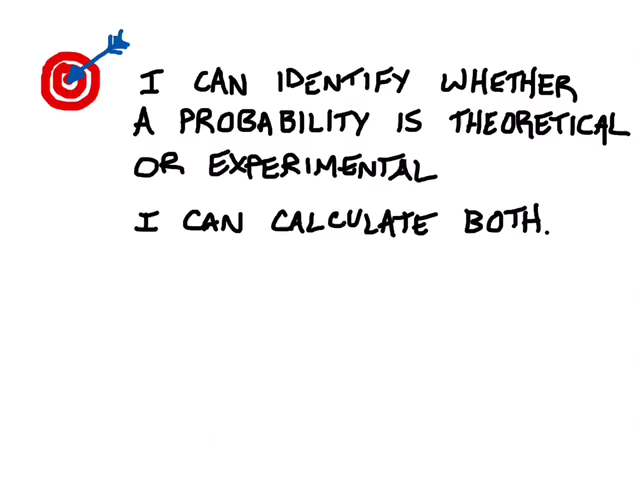 I CAN IDENTIFY WHETHER
A PROBABILITY IS THEORETICAL
OR EXPERIMENTAL
I CAN CALCULATE BOTH.